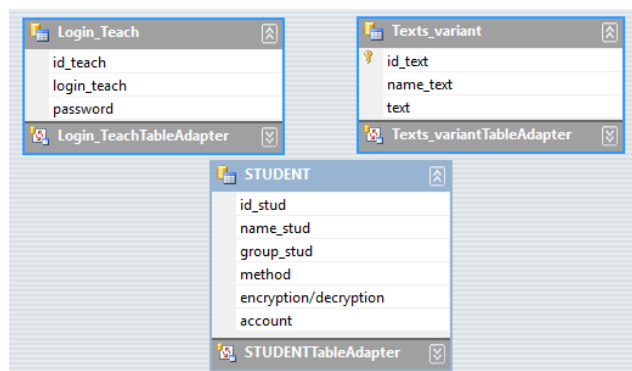 Login_Teach
id_teach
login_teach
password
Login_TeachTableAdapter
Texts_variant
id_text
name_text
text
Texts_variantTableAdapter
STUDENT
id_stud
name_stud
group_stud
method
encryption/decryption
account
STUDENTTableAdapter